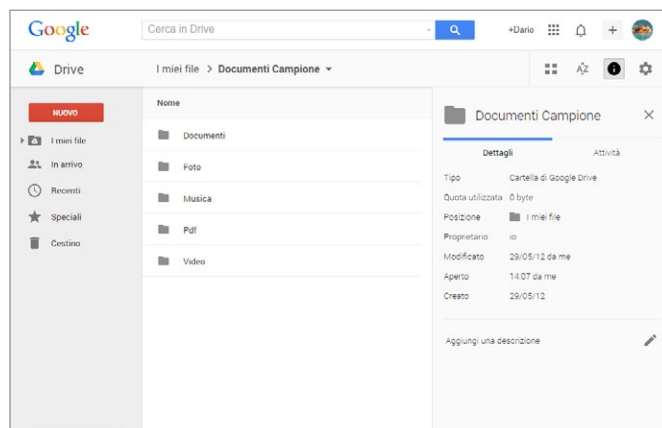 Google
Cerca in Drive
+Dario
Drive
I miei file > Documenti Campione
AZ
NUOVO
I miei file
In arrivo
Recenti
Speciali
Cestino
Nome
Documenti
Foto
Musica
Pdf
Video
Documenti Campione
Dettagli Attività
Tipo Cartella di Google Drive
Quota utilizzata 0 byte
Posizione I miei file
Proprietario io
Modificato 29/05/12 da me
Aperto 14.07 da me
Creato 29/05/12
Aggiungi una descrizione